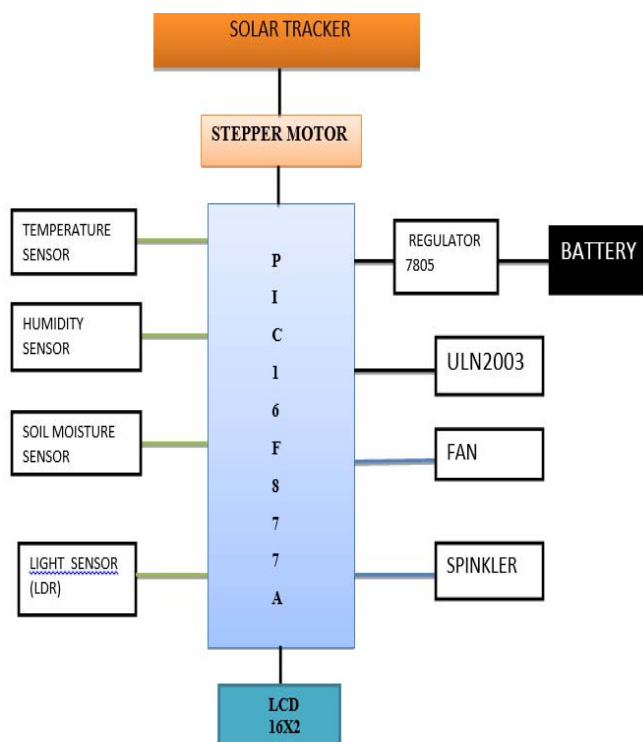 SOLAR TRACKER
STEPPER MOTOR
TEMPERATURE
SENSOR
HUMIDITY
SENSOR
SOIL MOISTURE
SENSOR
LIGHT SENSOR
(LDR)
P
I
C
1
6
F
8
7
7
A
REGULATOR
7805
BATTERY
ULN2003
FAN
SPINKLER
LCD
16X2